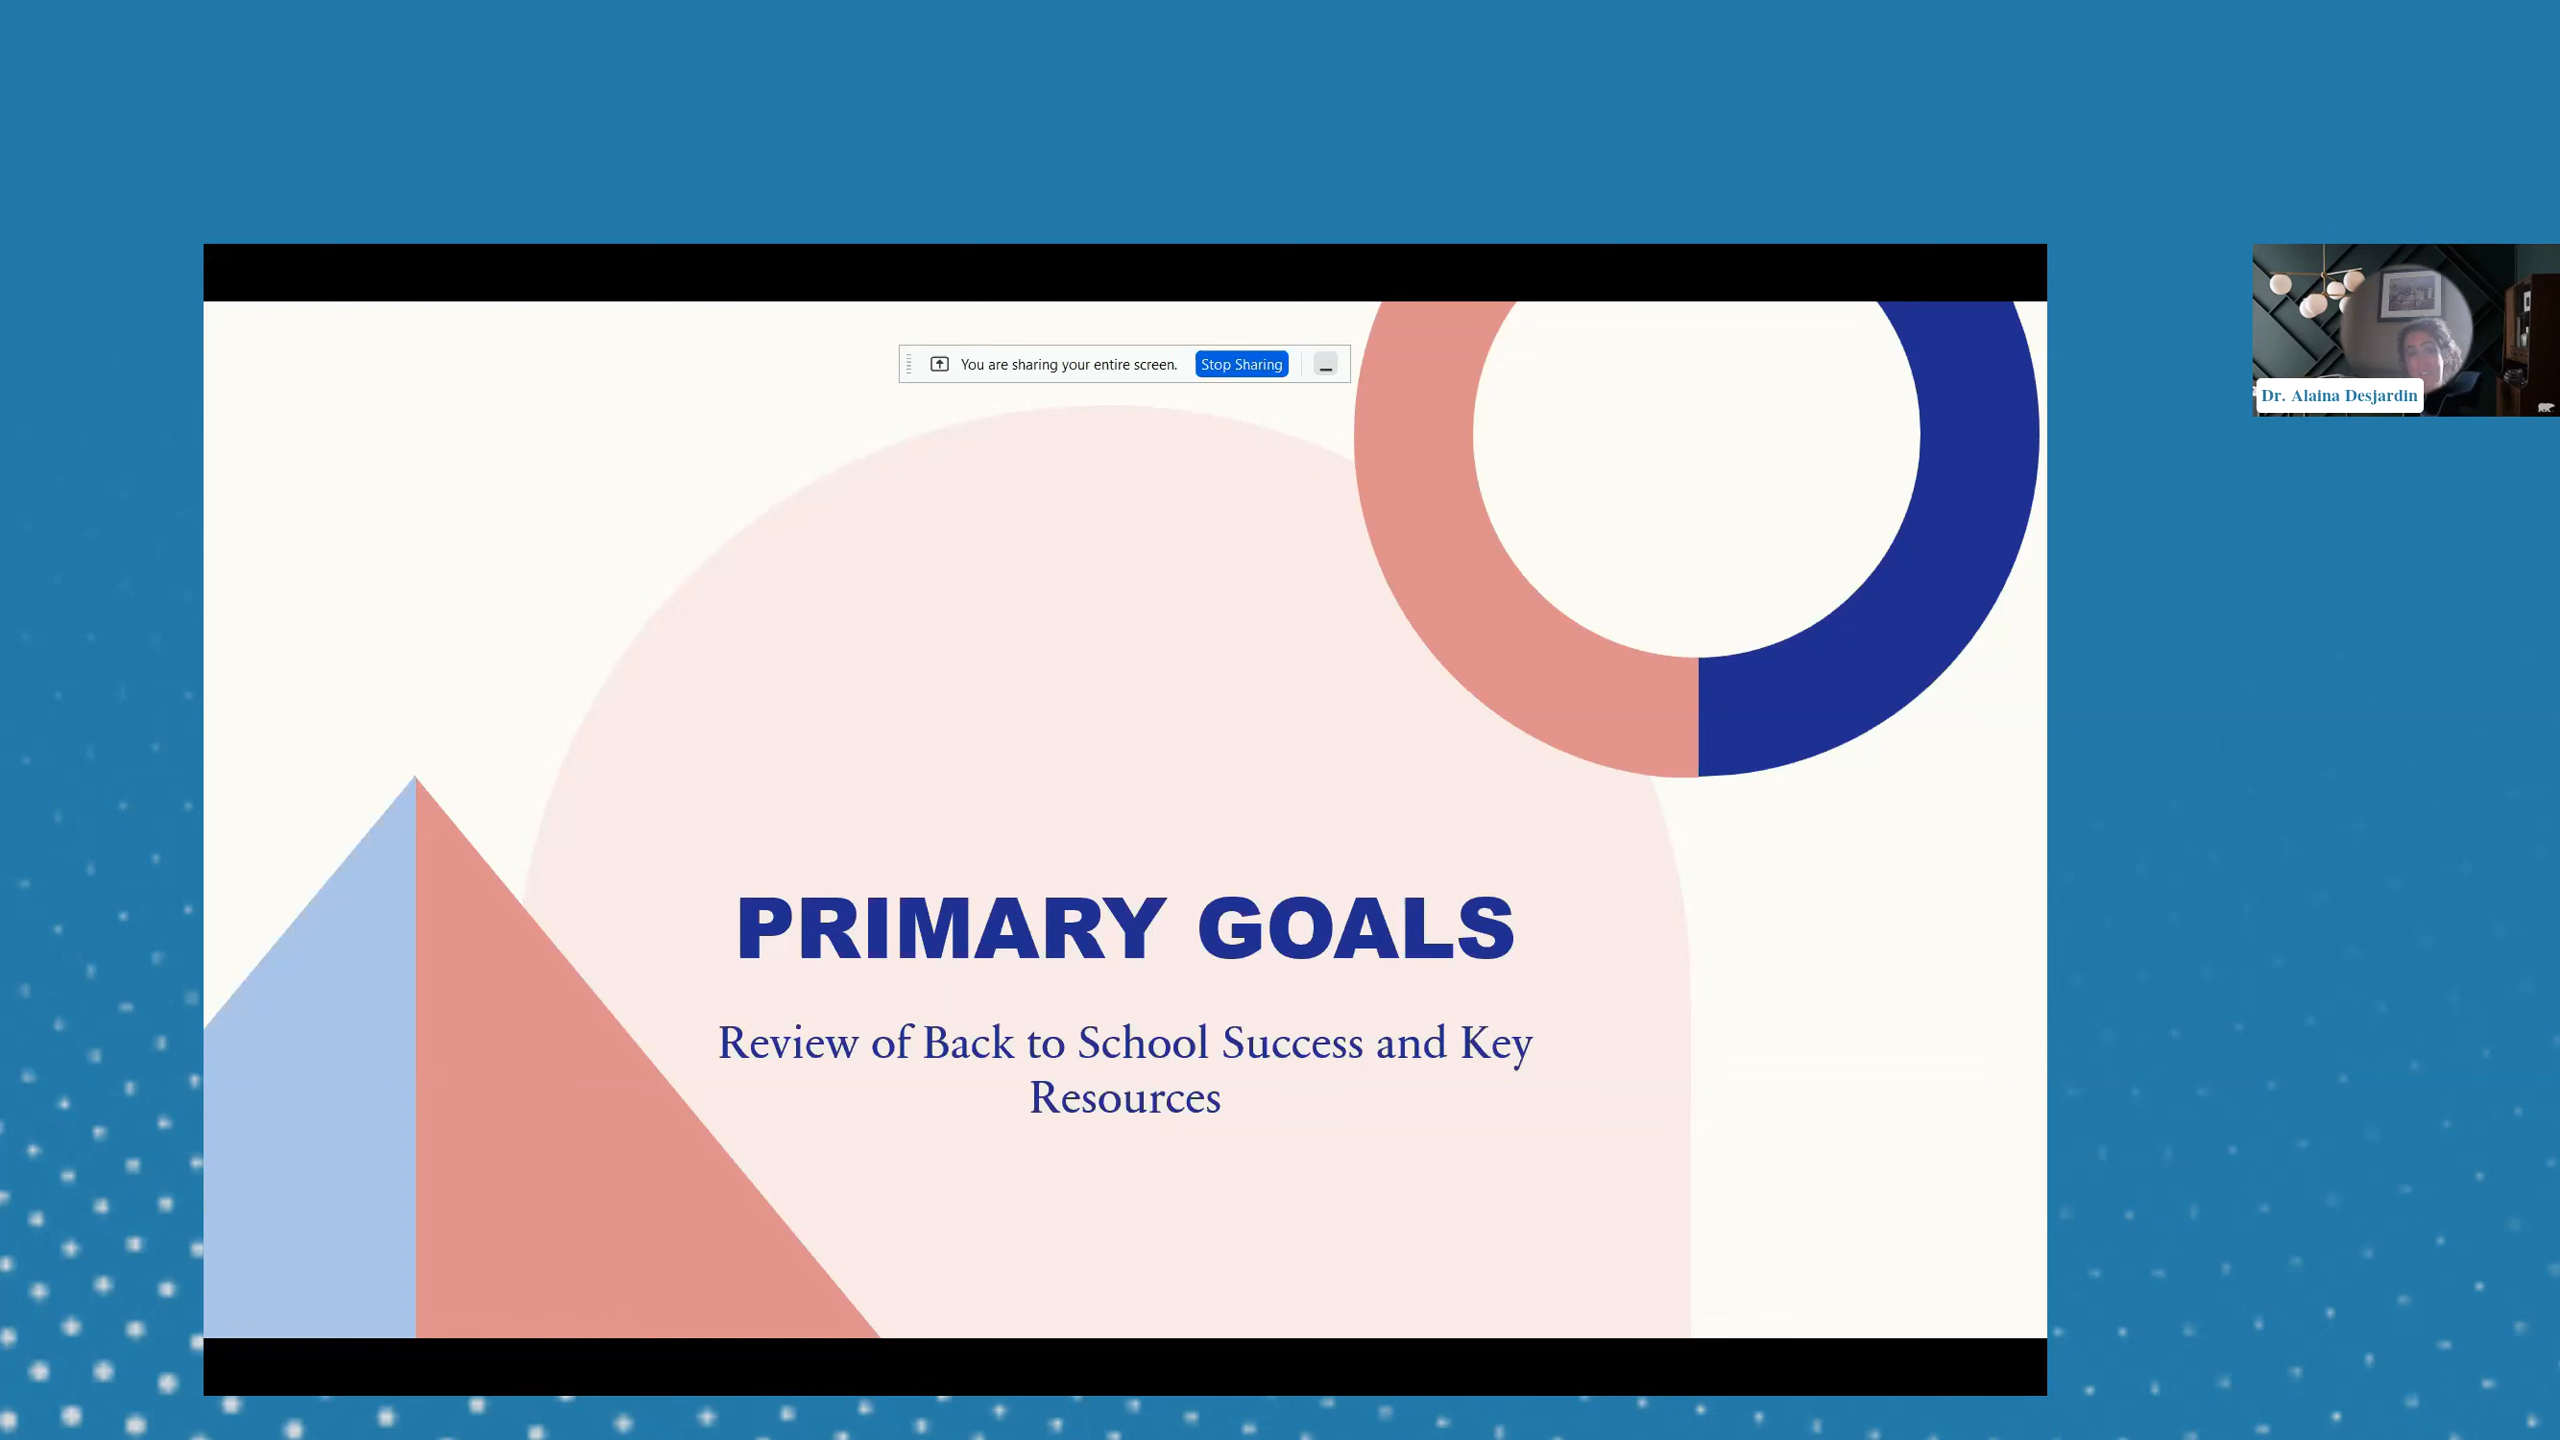 You are sharing your entire screen. Stop Sharing
Dr. Alaina Desjardin
PRIMARY GOALS
Review of Back to School Success and Key
Resources